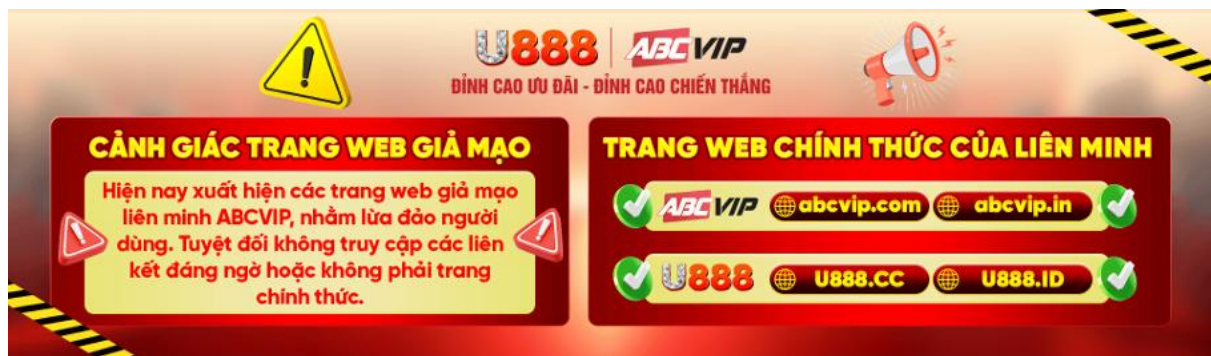 U888 ABCVIP
ĐỈNH CAO ƯU ĐÃI - ĐỈNH CAO CHIẾN THẮNG
CẢNH GIÁC TRANG WEB GIẢ MẠO
Hiện nay xuất hiện các trang web giả mạo
liên minh ABCVIP, nhằm lừa đảo người
dùng. Tuyệt đối không truy cập các liên
kết đáng ngờ hoặc không phải trang
chính thức.
TRANG WEB CHÍNH THỨC CỦA LIÊN MINH
ABCVIP abcvip.com abcvip.in
U888 U888.CC U888.ID